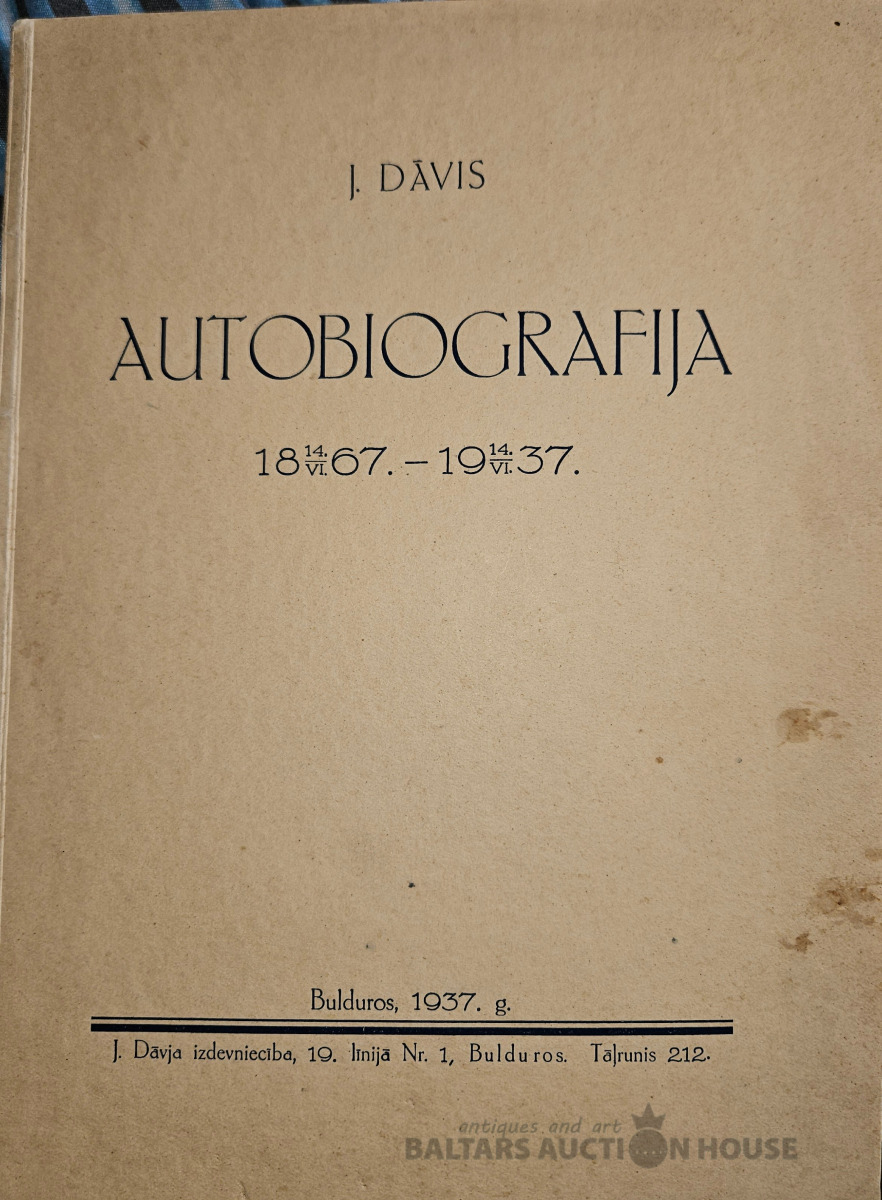 J. DĀVIS
AUTOBIOGRAFIJA
18 14./VI. 67. – 19 14./VI. 37.
Bulduros, 1937. g.
J. Dāvja izdevniecība, 19. līnijā Nr. 1, Bulduros. Tāļrunis 212.
antiques and art
BALTARS AUCTION HOUSE